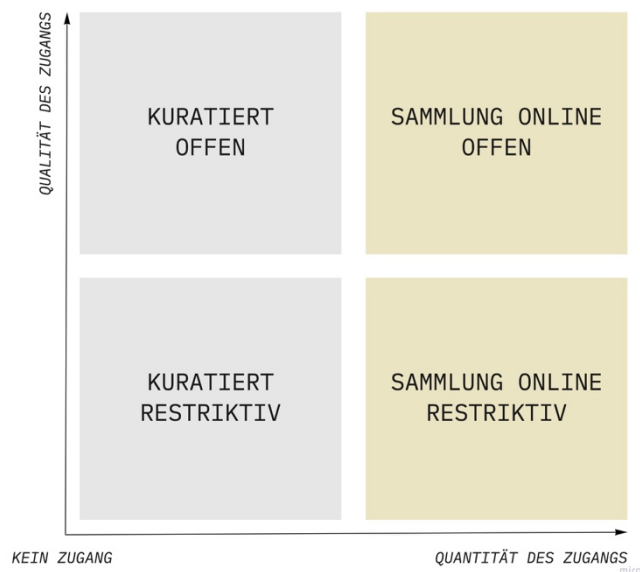 QUALITÄT DES ZUGANGS
KURATIERT
OFFEN
SAMMLUNG ONLINE
OFFEN
KURATIERT
RESTRIKTIV
SAMMLUNG ONLINE
RESTRIKTIV
KEIN ZUGANG
QUANTITÄT DES ZUGANGS